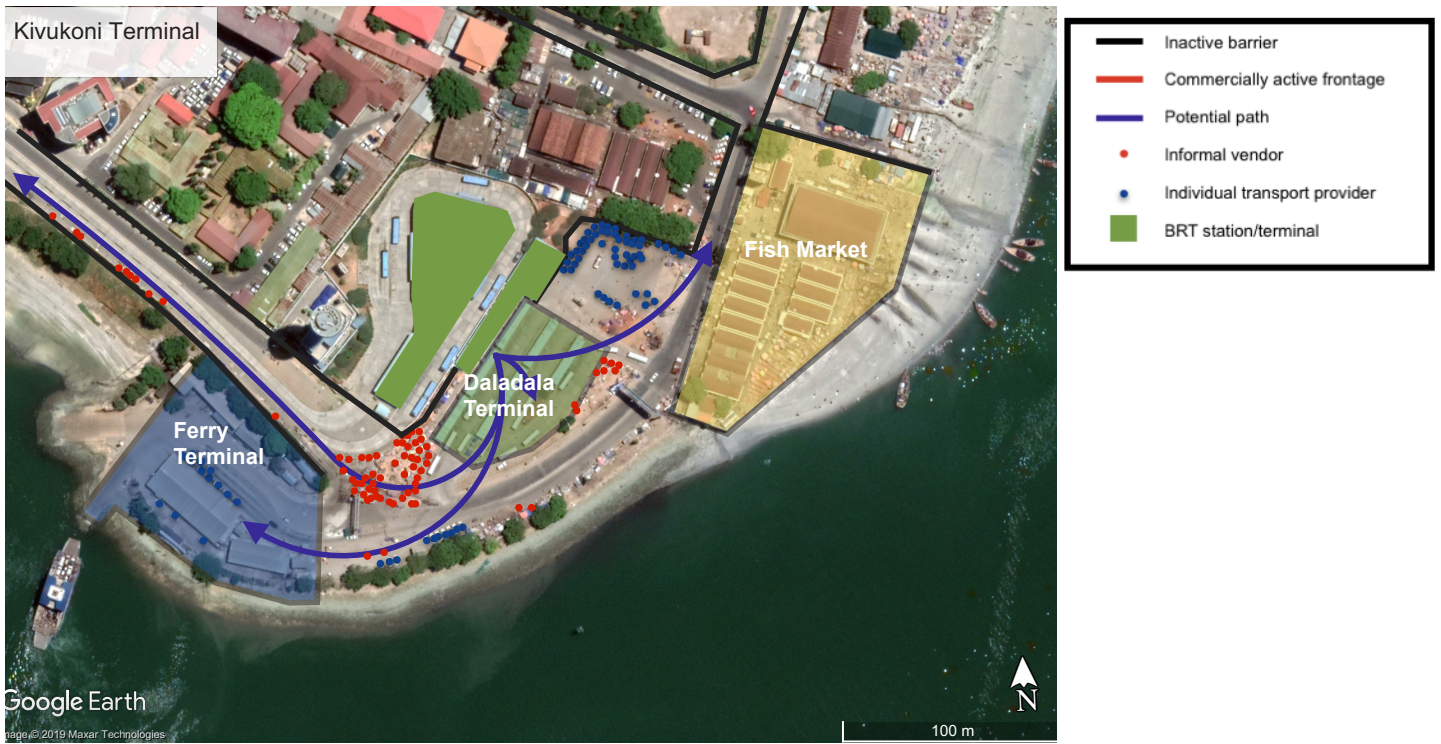 Kivukoni Terminal
Fish Market
Daladala
Terminal
Ferry
Terminal
Google Earth
mage © 2019 Maxar Technologies
N
100 m
Inactive barrier
Commercially active frontage
Potential path
Informal vendor
Individual transport provider
BRT station/terminal